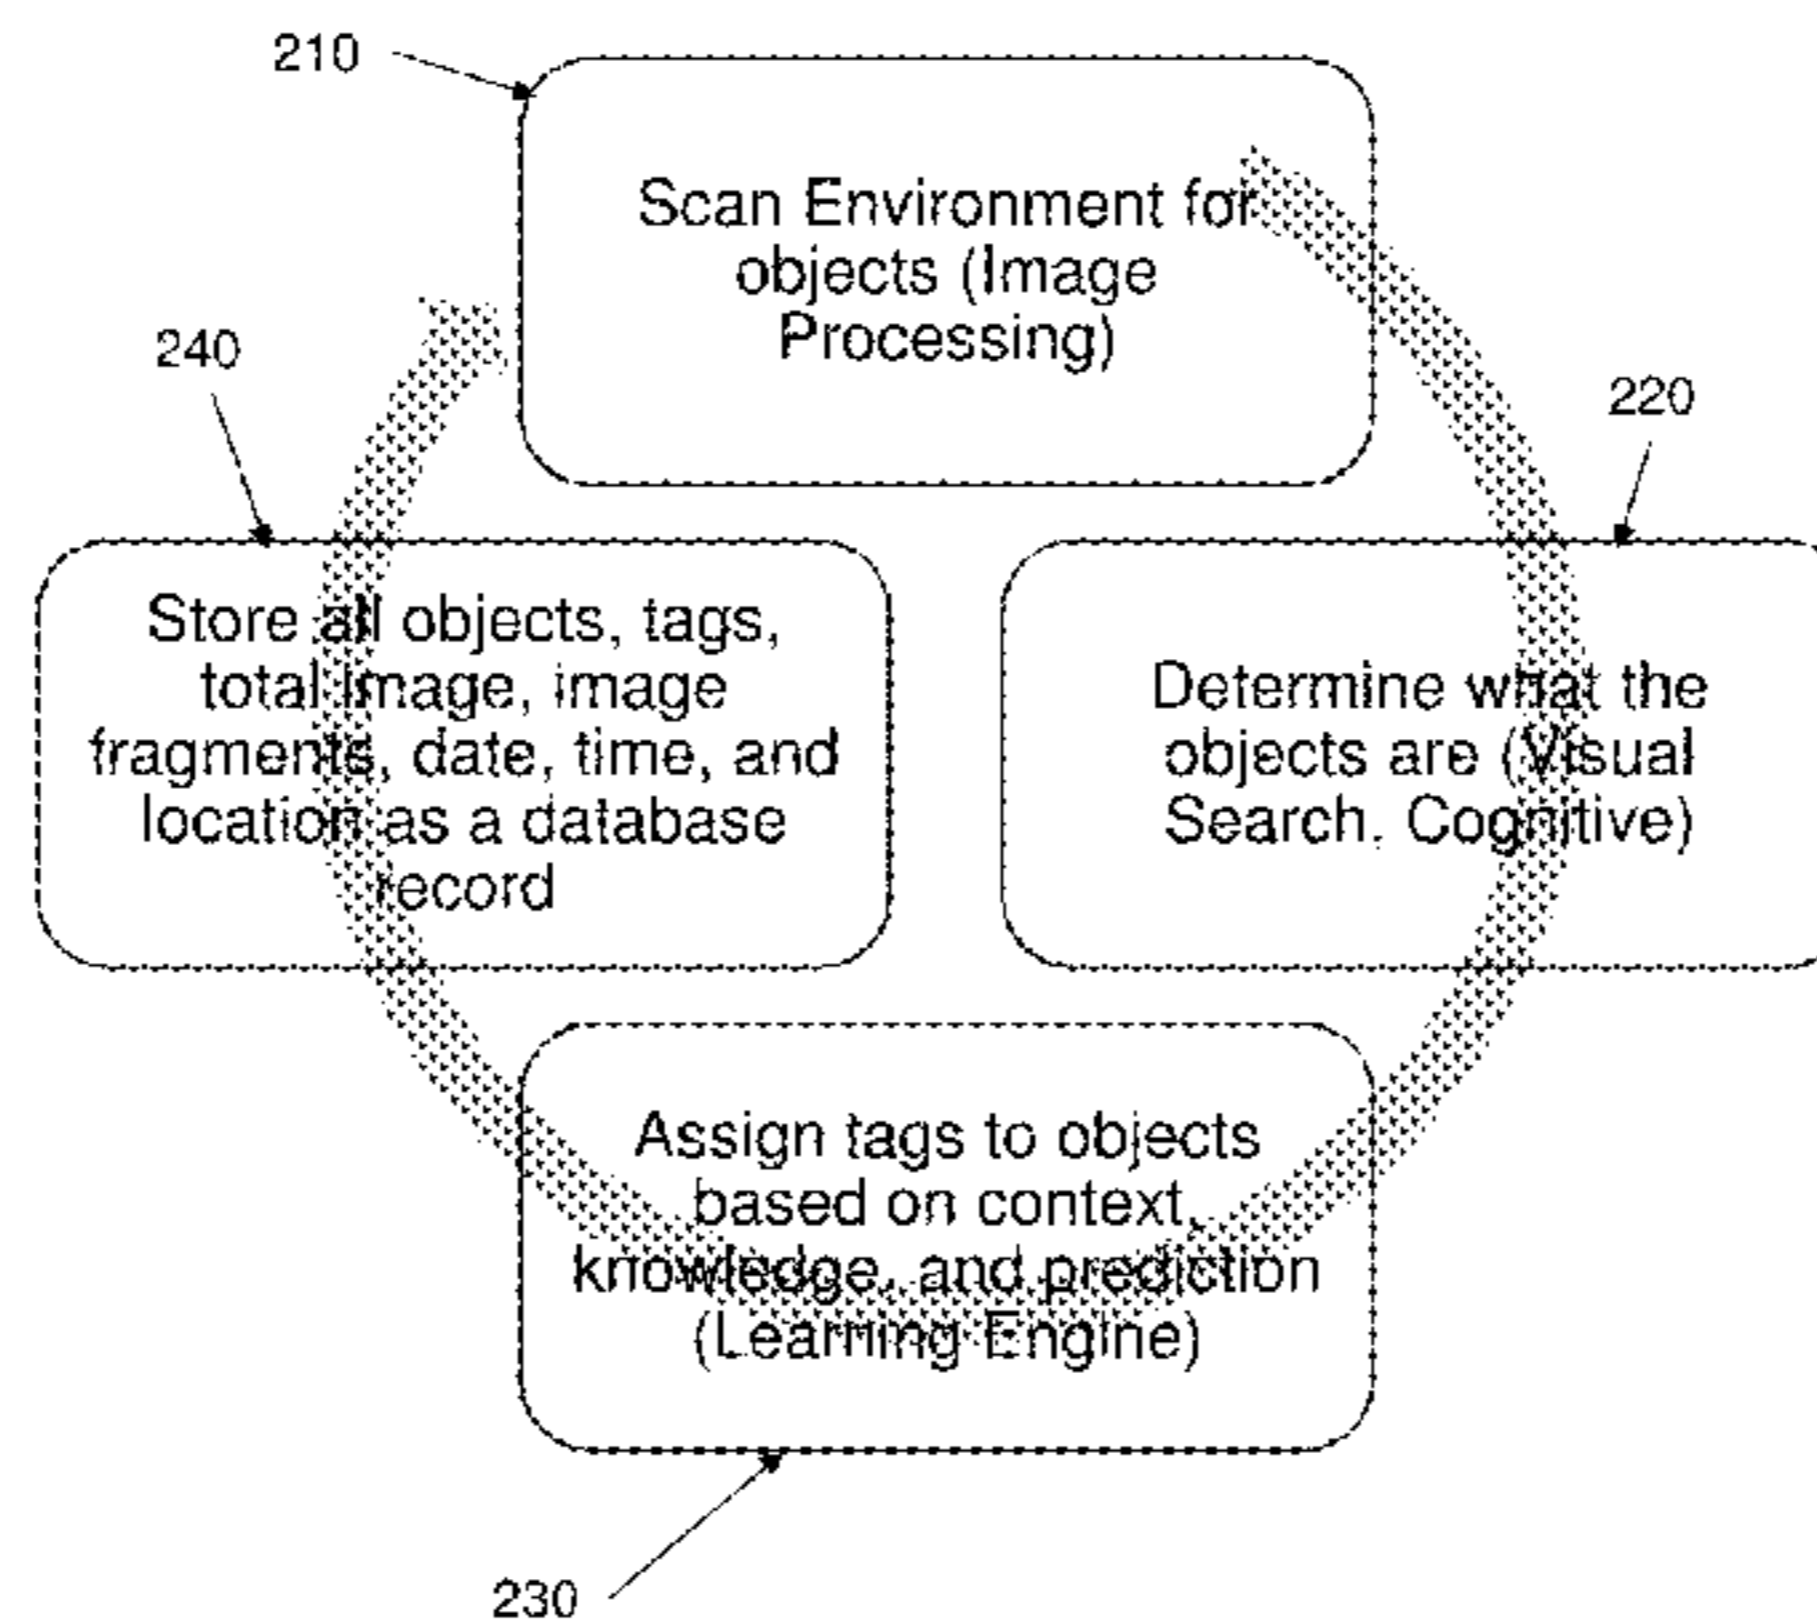 210
Scan Environment for
objects (Image
Processing)
240
220
Store all objects, tags,
total image, image
fragments, date, time, and
location as a database
record
Determine what the
objects are (Visual
Search, Cognitive)
Assign tags to objects
based on context,
knowledge, and prediction
(Learning Engine)
230